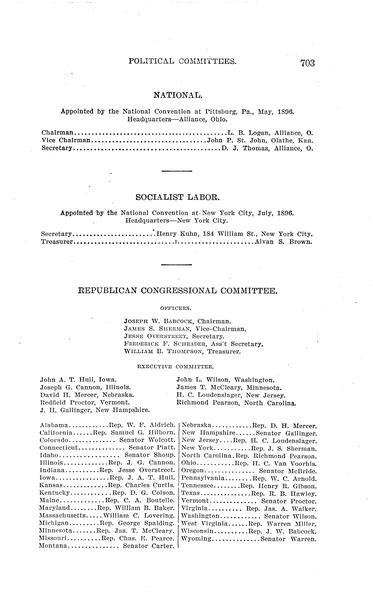 POLITICAL COMMITTEES. 703
NATIONAL.
Appointed by the National Convention at Pittsburg, Pa., May, 1896.
Headquarters—Alliance, Ohio.
Chairman........................................L. B. Logan, Alliance, O.
Vice Chairman..............................John P. St. John, Olathe, Kan.
Secretary........................................D. J. Thomas, Alliance, O.
SOCIALIST LABOR.
Appointed by the National Convention at New York City, July, 1896.
Headquarters—New York City.
Secretary......................Henry Kuhn, 184 William St., New York City.
Treasurer................................................Alvan S. Brown.
REPUBLICAN CONGRESSIONAL COMMITTEE.
OFFICERS.
JOSEPH W. BABCOCK, Chairman.
JAMES S. SHERMAN, Vice-Chairman.
JESSE OVERSTREET, Secretary.
FREDERICK F. SCHRADER, Ass't Secretary.
WILLIAM B. THOMPSON, Treasurer.
EXECUTIVE COMMITTEE.
John A. T. Hull, Iowa.
Joseph G. Cannon, Illinois.
David H. Mercer, Nebraska.
Redfield Proctor, Vermont.
J. H. Gallinger, New Hampshire.
John L. Wilson, Washington.
James T. McCleary, Minnesota.
H. C. Loudenslager, New Jersey.
Richmond Pearson, North Carolina.
Alabama..........Rep. W. F. Aldrich.
California.....Rep. Samuel G. Hilborn.
Colorado.............Senator Wolcott.
Connecticut............Senator Platt.
Idaho.................Senator Shoup.
Illinois...........Rep. J. G. Cannon.
Indiana........Rep. Jesse Overstreet.
Iowa..............Rep. J. A. T. Hull.
Kansas...........Rep. Charles Curtis.
Kentucky...........Rep. D. G. Colson.
Maine............Rep. C. A. Boutelle.
Maryland.......Rep. William B. Baker.
Massachusetts.....William C. Lovering.
Michigan........Rep. George Spalding.
Minnesota.......Rep. Jas. T. McCleary.
Missouri........Rep. Chas. E. Pearce.
Montana..............Senator Carter.
Nebraska............Rep. D. H. Mercer.
New Hampshire......Senator Gallinger.
New Jersey....Rep. H. C. Loudenslager.
New York..........Rep. J. S. Sherman.
North Carolina.Rep. Richmond Pearson.
Ohio.............Rep. H. C. Van Voorhis.
Oregon................Senator McBride.
Pennsylvania.......Rep. W. C. Arnold.
Tennessee......Rep. Henry R. Gibson.
Texas..............Rep. R. B. Hawley.
Vermont..............Senator Proctor.
Virginia..........Rep. Jas. A. Walker.
Washington............Senator Wilson.
West Virginia.....Rep. Warren Miller.
Wisconsin.........Rep. J. W. Babcock.
Wyoming...............Senator Warren.